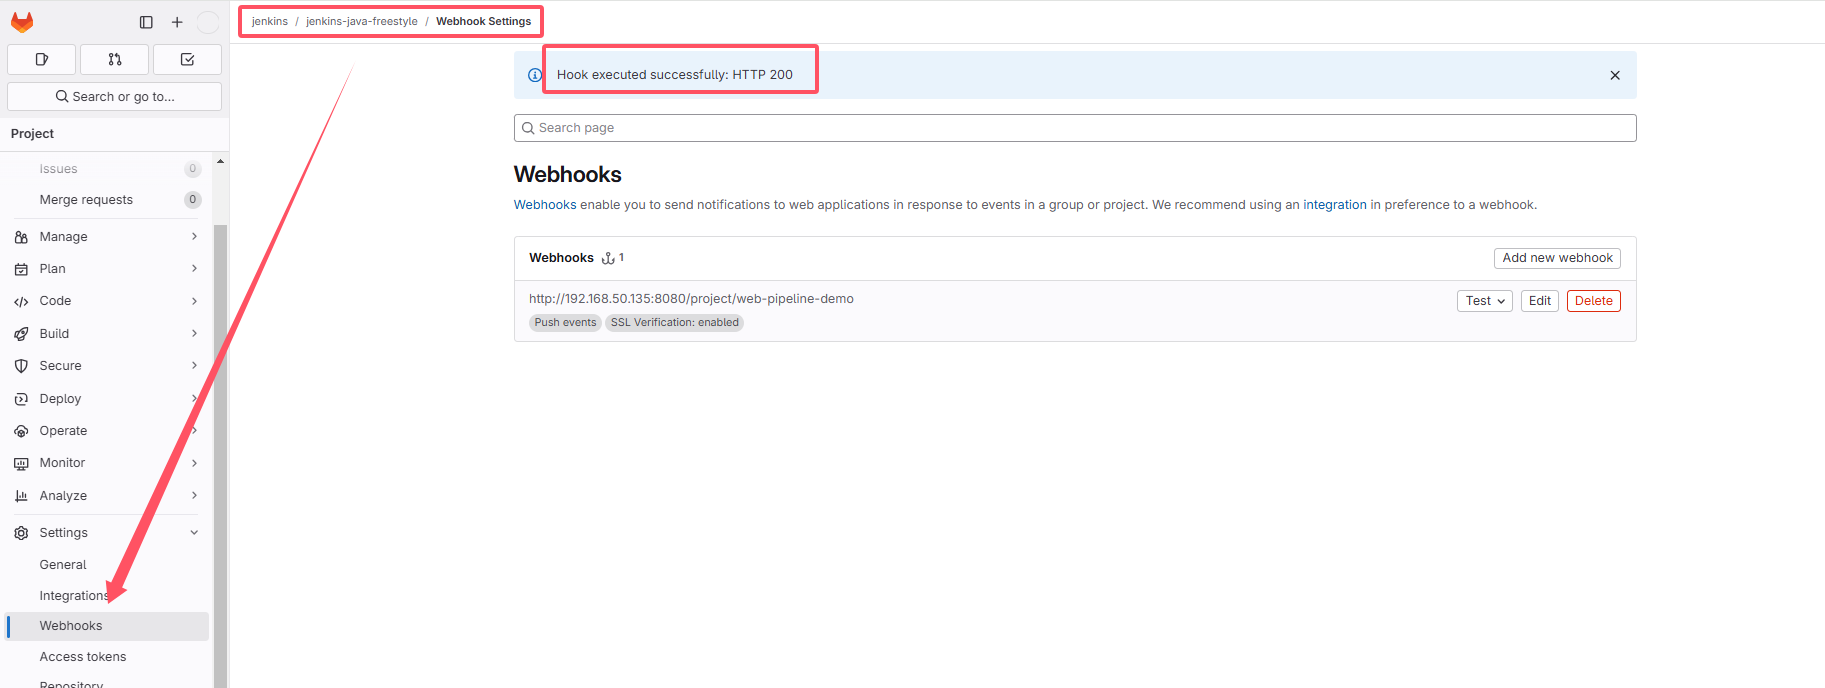 jenkins / jenkins-java-freestyle / Webhook Settings
Search or go to...
Project
Issues 0
Merge requests 0
Manage
Plan
Code
Build
Secure
Deploy
Operate
Monitor
Analyze
Settings
General
Integrations
Webhooks
Access tokens
Repository
Hook executed successfully: HTTP 200
Search page
Webhooks
Webhooks enable you to send notifications to web applications in response to events in a group or project. We recommend using an integration in preference to a webhook.
Webhooks 1
Add new webhook
http://192.168.50.135:8080/project/web-pipeline-demo
Test Edit Delete
Push events SSL Verification: enabled